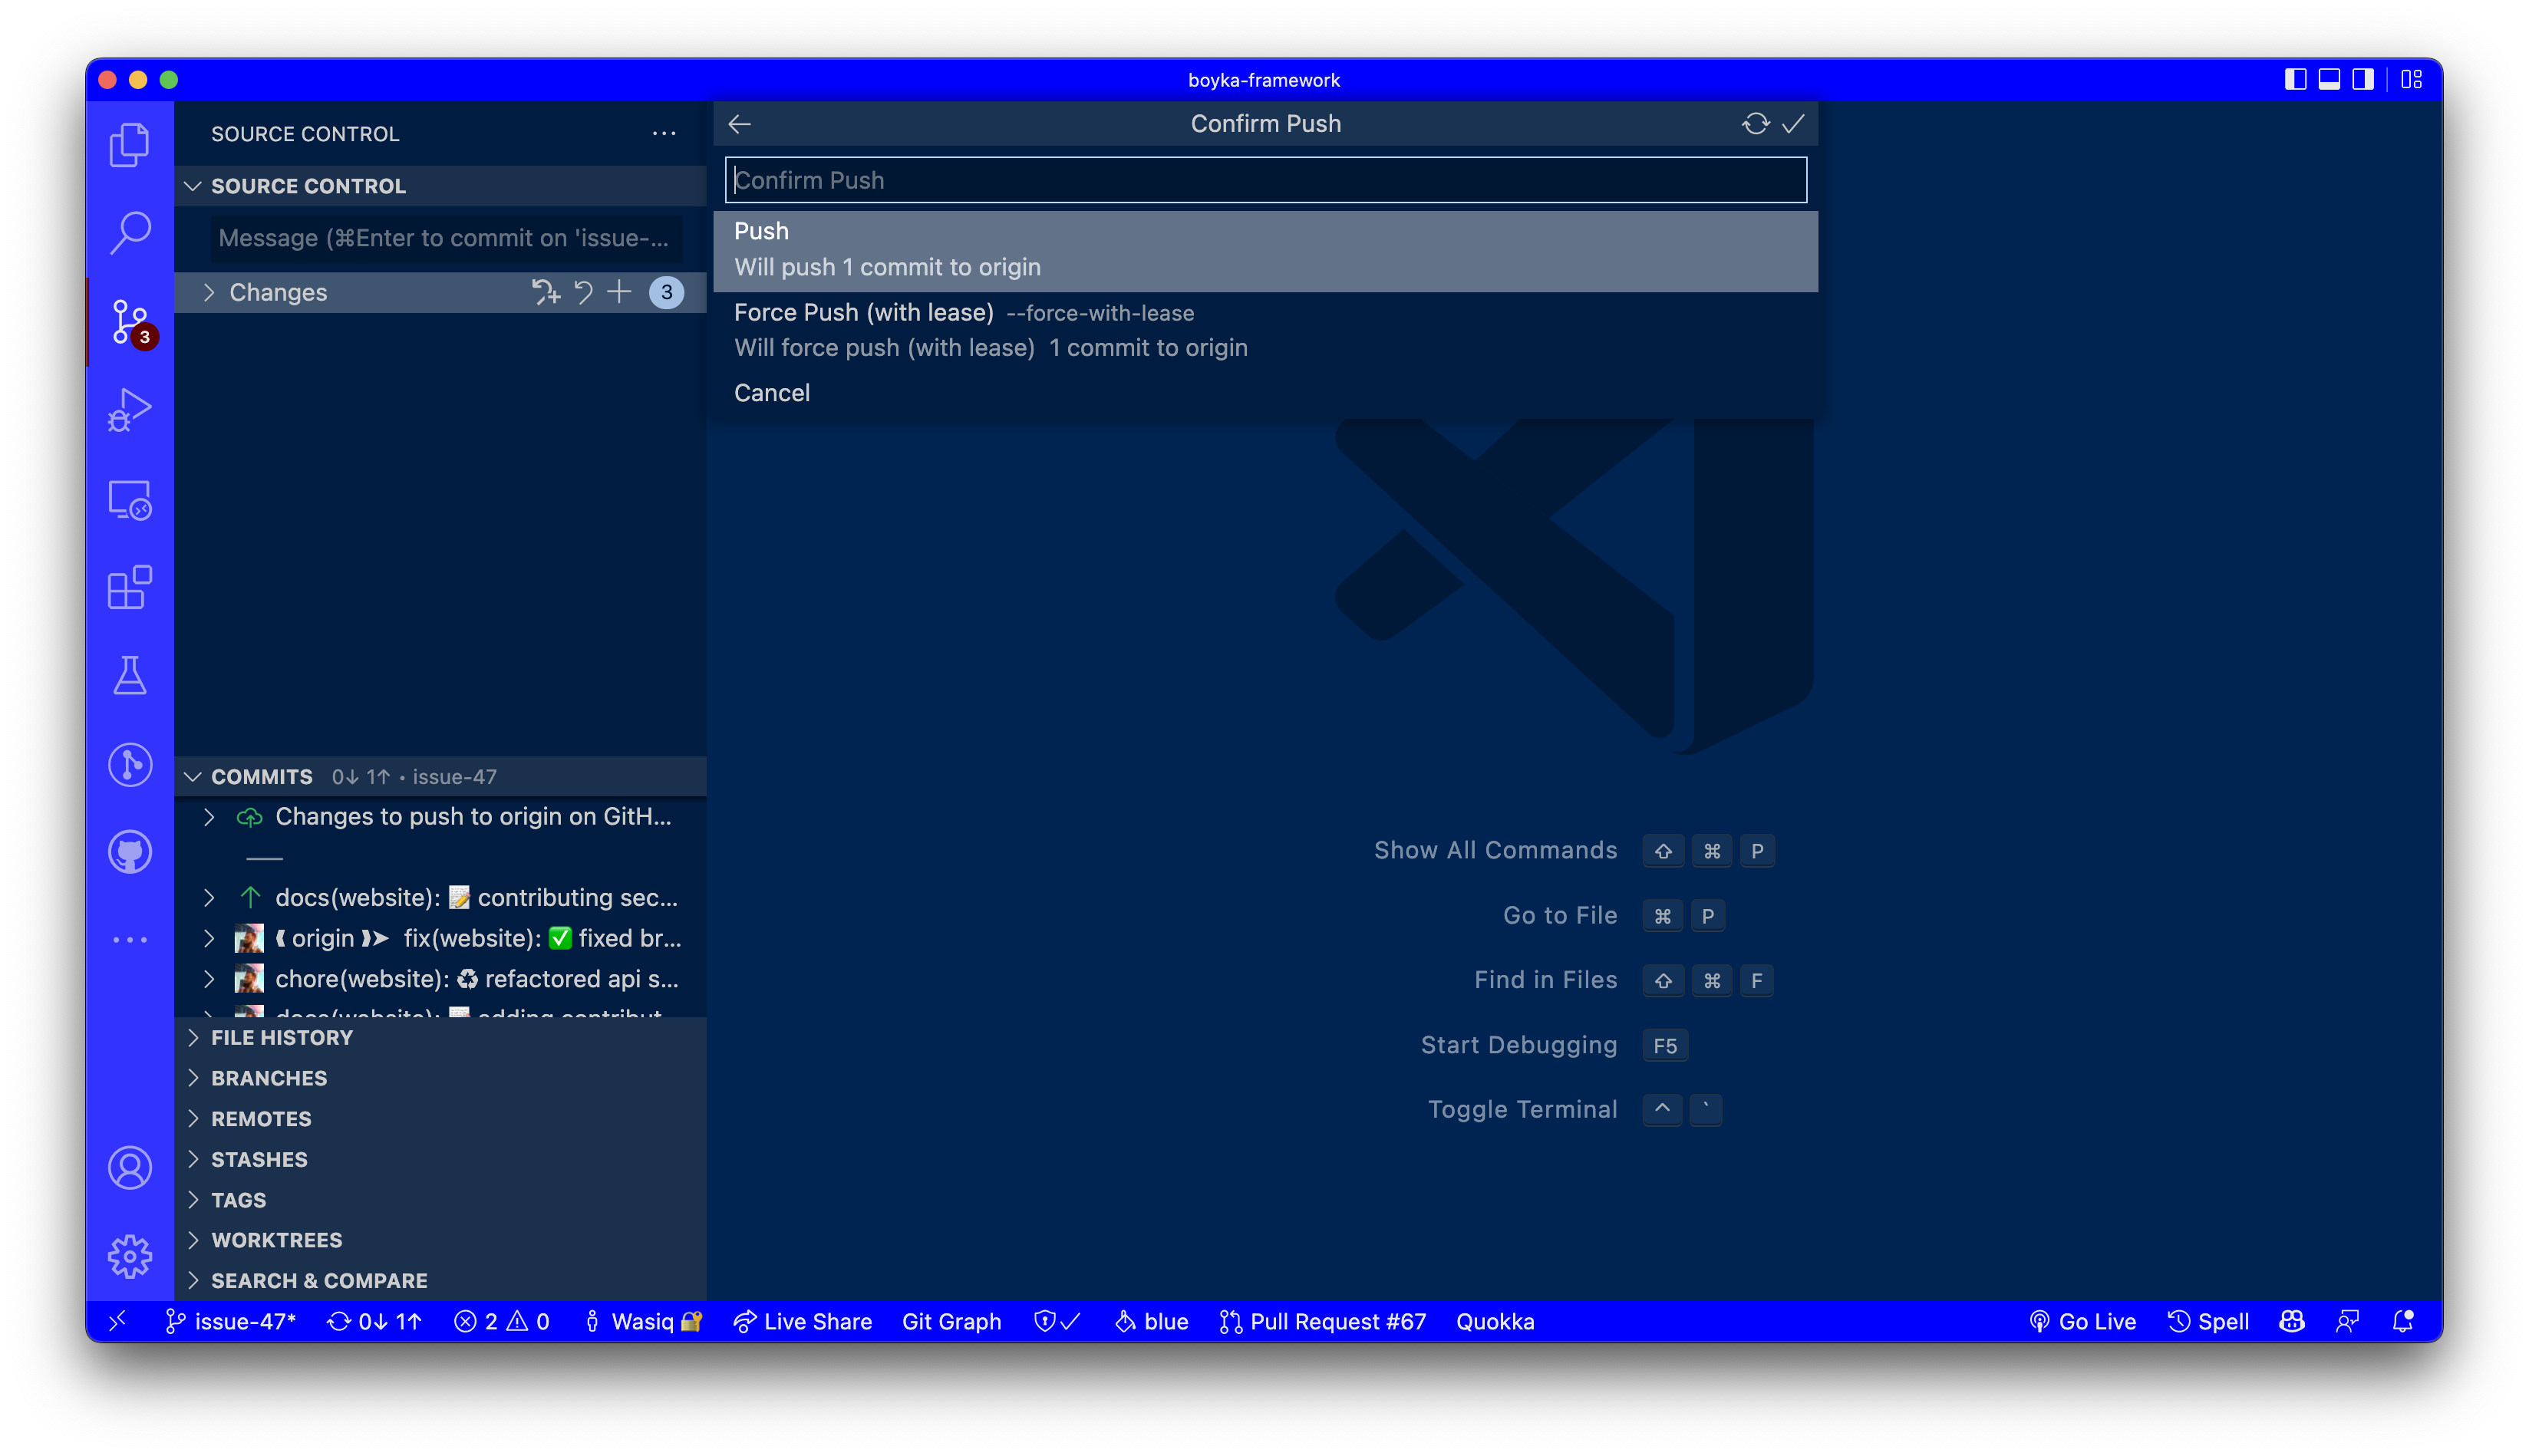 boyka-framework
SOURCE CONTROL
SOURCE CONTROL
Message (⌘Enter to commit on 'issue-...
Changes
3
3
Confirm Push
Confirm Push
Push
Will push 1 commit to origin
Force Push (with lease) --force-with-lease
Will force push (with lease) 1 commit to origin
Cancel
COMMITS 0↓ 1↑ • issue-47
Changes to push to origin on GitH...
docs(website): 📝 contributing sec...
⟪ origin ⟫➤ fix(website): ✅ fixed br...
chore(website): ♻ refactored api s...
docs(website): 📝 adding contribut
FILE HISTORY
BRANCHES
REMOTES
STASHES
TAGS
WORKTREES
SEARCH & COMPARE
Show All Commands ⇧ ⌘ P
Go to File ⌘ P
Find in Files ⇧ ⌘ F
Start Debugging F5
Toggle Terminal ^ `
issue-47* 0↓ 1↑ 2 0 Wasiq 🔐 Live Share Git Graph blue Pull Request #67 Quokka Go Live Spell